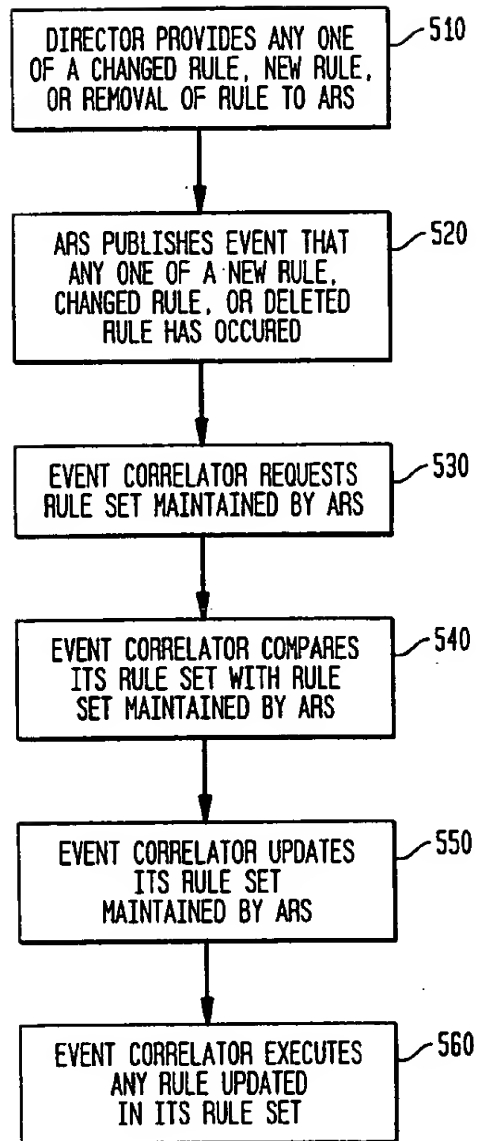 DIRECTOR PROVIDES ANY ONE
OF A CHANGED RULE, NEW RULE,
OR REMOVAL OF RULE TO ARS
510
ARS PUBLISHES EVENT THAT
ANY ONE OF A NEW RULE,
CHANGED RULE, OR DELETED
RULE HAS OCCURED
520
EVENT CORRELATOR REQUESTS
RULE SET MAINTAINED BY ARS
530
EVENT CORRELATOR COMPARES
ITS RULE SET WITH RULE
SET MAINTAINED BY ARS
540
EVENT CORRELATOR UPDATES
ITS RULE SET
MAINTAINED BY ARS
550
EVENT CORRELATOR EXECUTES
ANY RULE UPDATED
IN ITS RULE SET
560